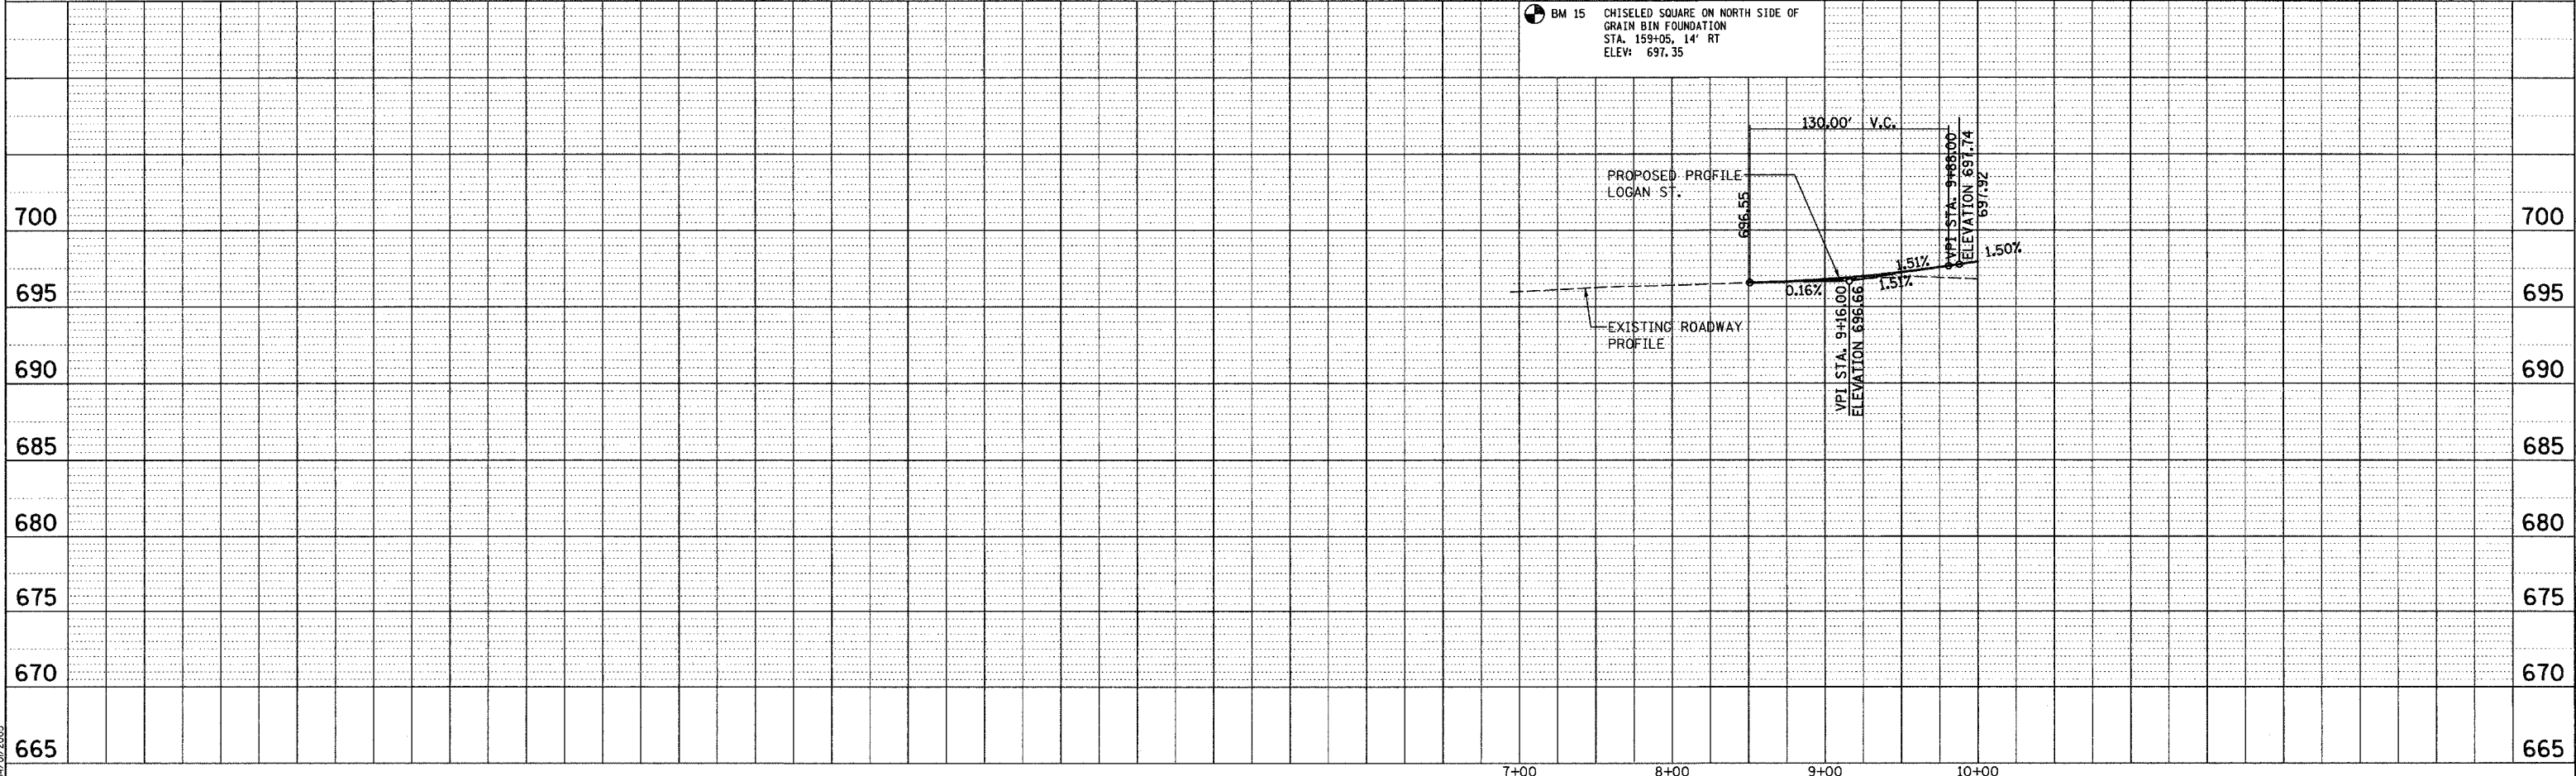 BM 15
CHISELED SQUARE ON NORTH SIDE OF
GRAIN BIN FOUNDATION
STA. 159+05, 14' RT
ELEV: 697.35
130.00' V.C.
PROPOSED PROFILE
LOGAN ST.
696.55
VPI STA. 9+88.00
ELEVATION 697.74
697.92
1.50%
1.51%
0.16%
1.51%
VPI STA. 9+16.00
ELEVATION 696.66
EXISTING ROADWAY
PROFILE
700
700
695
695
690
690
685
685
680
680
675
675
670
670
665
665
7+00
8+00
9+00
10+00